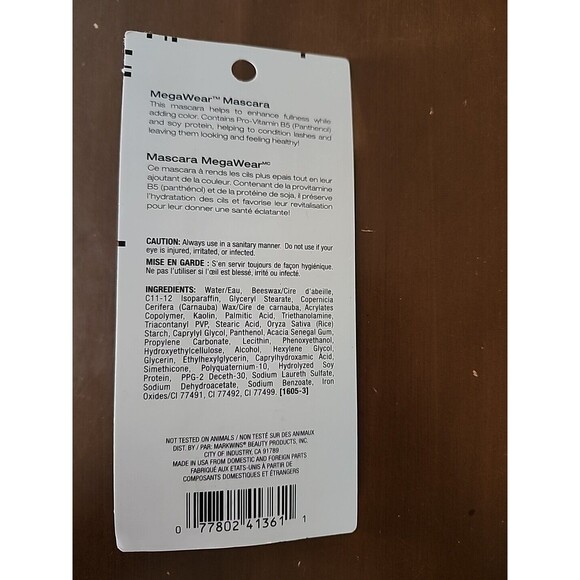 MegaWear™ Mascara
This mascara helps to enhance fullness while
adding color. Contains Pro-Vitamin B5 (Panthenol)
and soy protein, helping to condition lashes and
leaving them looking and feeling healthy!
Mascara MegaWearᴹᶜ
Ce mascara à rends les cils plus epais tout en leur
ajoutant de la couleur. Contenant de la provitamine
B5 (panthénol) et de la protéine de soja, il préserve
l'hydratation des cils et favorise leur revitalisation
pour leur donner une santé éclatante!
CAUTION: Always use in a sanitary manner. Do not use if your
eye is injured, irritated, or infected.
MISE EN GARDE : S'en servir toujours de façon hygiénique.
Ne pas l'utiliser si l'œil est blessé, irrité ou infecté.
INGREDIENTS: Water/Eau, Beeswax/Cire d'abeille,
C11-12 Isoparaffin, Glyceryl Stearate, Copernicia
Cerifera (Carnauba) Wax/Cire de carnauba, Acrylates
Copolymer, Kaolin, Palmitic Acid, Triethanolamine,
Triacontanyl PVP, Stearic Acid, Oryza Sativa (Rice)
Starch, Caprylyl Glycol, Panthenol, Acacia Senegal Gum,
Propylene Carbonate, Lecithin, Phenoxyethanol,
Hydroxyethylcellulose, Alcohol, Hexylene Glycol,
Glycerin, Ethylhexylglycerin, Caprylhydroxamic Acid,
Simethicone, Polyquaternium-10, Hydrolyzed Soy
Protein, PPG-2 Deceth-30, Sodium Laureth Sulfate,
Sodium Dehydroacetate, Sodium Benzoate, Iron
Oxides/CI 77491, CI 77492, CI 77499. [1605-3]
NOT TESTED ON ANIMALS / NON TESTÉ SUR DES ANIMAUX
DIST. BY / PAR: MARKWINS® BEAUTY PRODUCTS, INC.
CITY OF INDUSTRY, CA 91789
MADE IN USA FROM DOMESTIC AND FOREIGN PARTS
FABRIQUÉ AUX ETATS-UNIS À PARTIR DE
COMPOSANTS DOMESTIQUES ET ÉTRANGERS
0 77802 41361 1